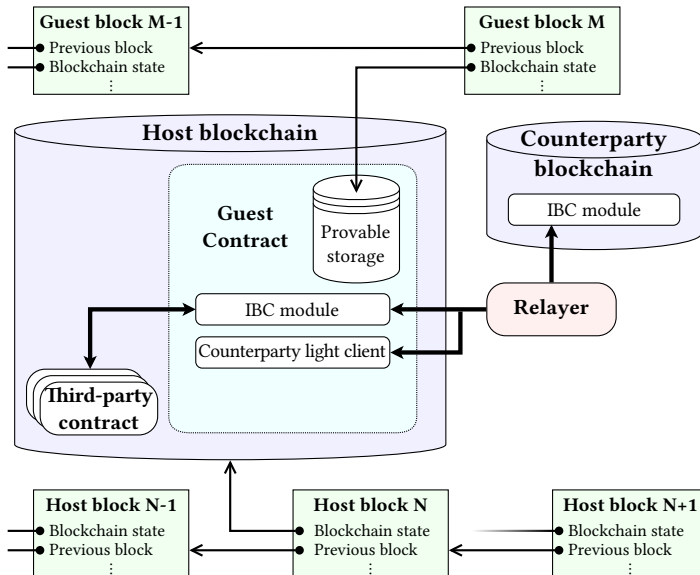 Guest block M-1
Previous block
Blockchain state
⋮
Guest block M
Previous block
Blockchain state
⋮
Host blockchain
Guest
Contract
Provable
storage
IBC module
Counterparty light client
Third-party
contract
Counterparty
blockchain
IBC module
Relayer
Host block N-1
Blockchain state
Previous block
⋮
Host block N
Blockchain state
Previous block
⋮
Host block N+1
Blockchain state
Previous block
⋮